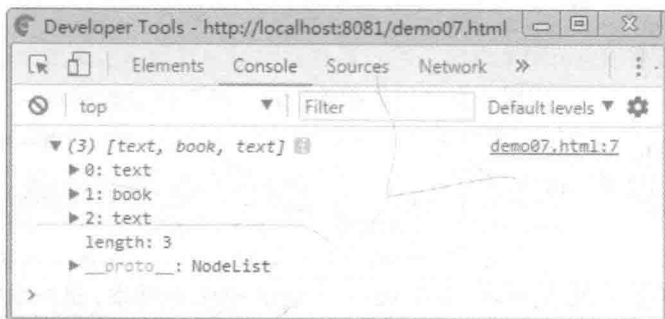 Developer Tools - http://localhost:8081/demo07.html
Elements Console Sources Network »
top ▼ Filter Default levels ▼
▼ (3) [text, book, text] demo07.html:7
▶ 0: text
▶ 1: book
▶ 2: text
length: 3
▶ __proto__: NodeList
>